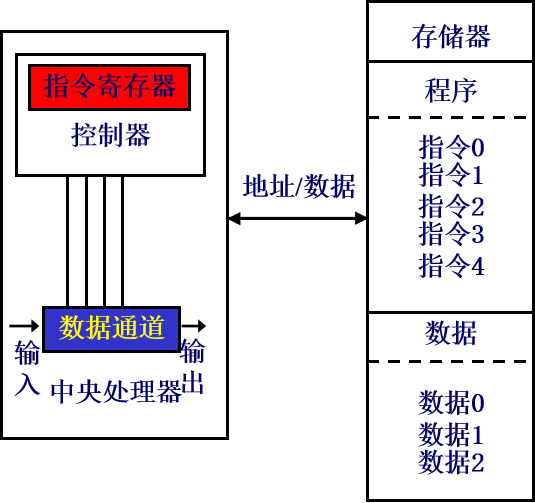 指令寄存器
控制器
数据通道
输入
输出
中央处理器
地址/数据
存储器
程序
指令0
指令1
指令2
指令3
指令4
数据
数据0
数据1
数据2